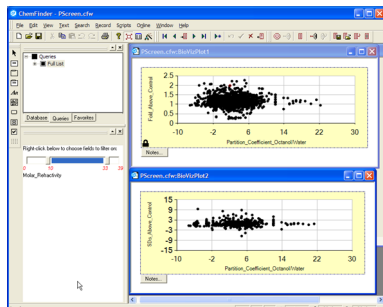 ChemFinder - PScreen.cfw
File Edit View Text Search Record Scripts Online Window Help
Queries
Full List
Database Queries Favorites
Right-click below to choose fields to filter on:
0 10 33 39
Molar_Refractivity
PScreen.cfw:BioVizPlot1
Fold_Above_Control
2.5
2
1.5
1
0.5
0
-10 -2 6 14 22 30
Partition_Coefficient_Octanol/Water
Notes...
PScreen.cfw:BioVizPlot2
SDs_Above_Control
15
9
3
-3
-9
-15
-10 -2 6 14 22 30
Partition_Coefficient_Octanol/Water
Notes...